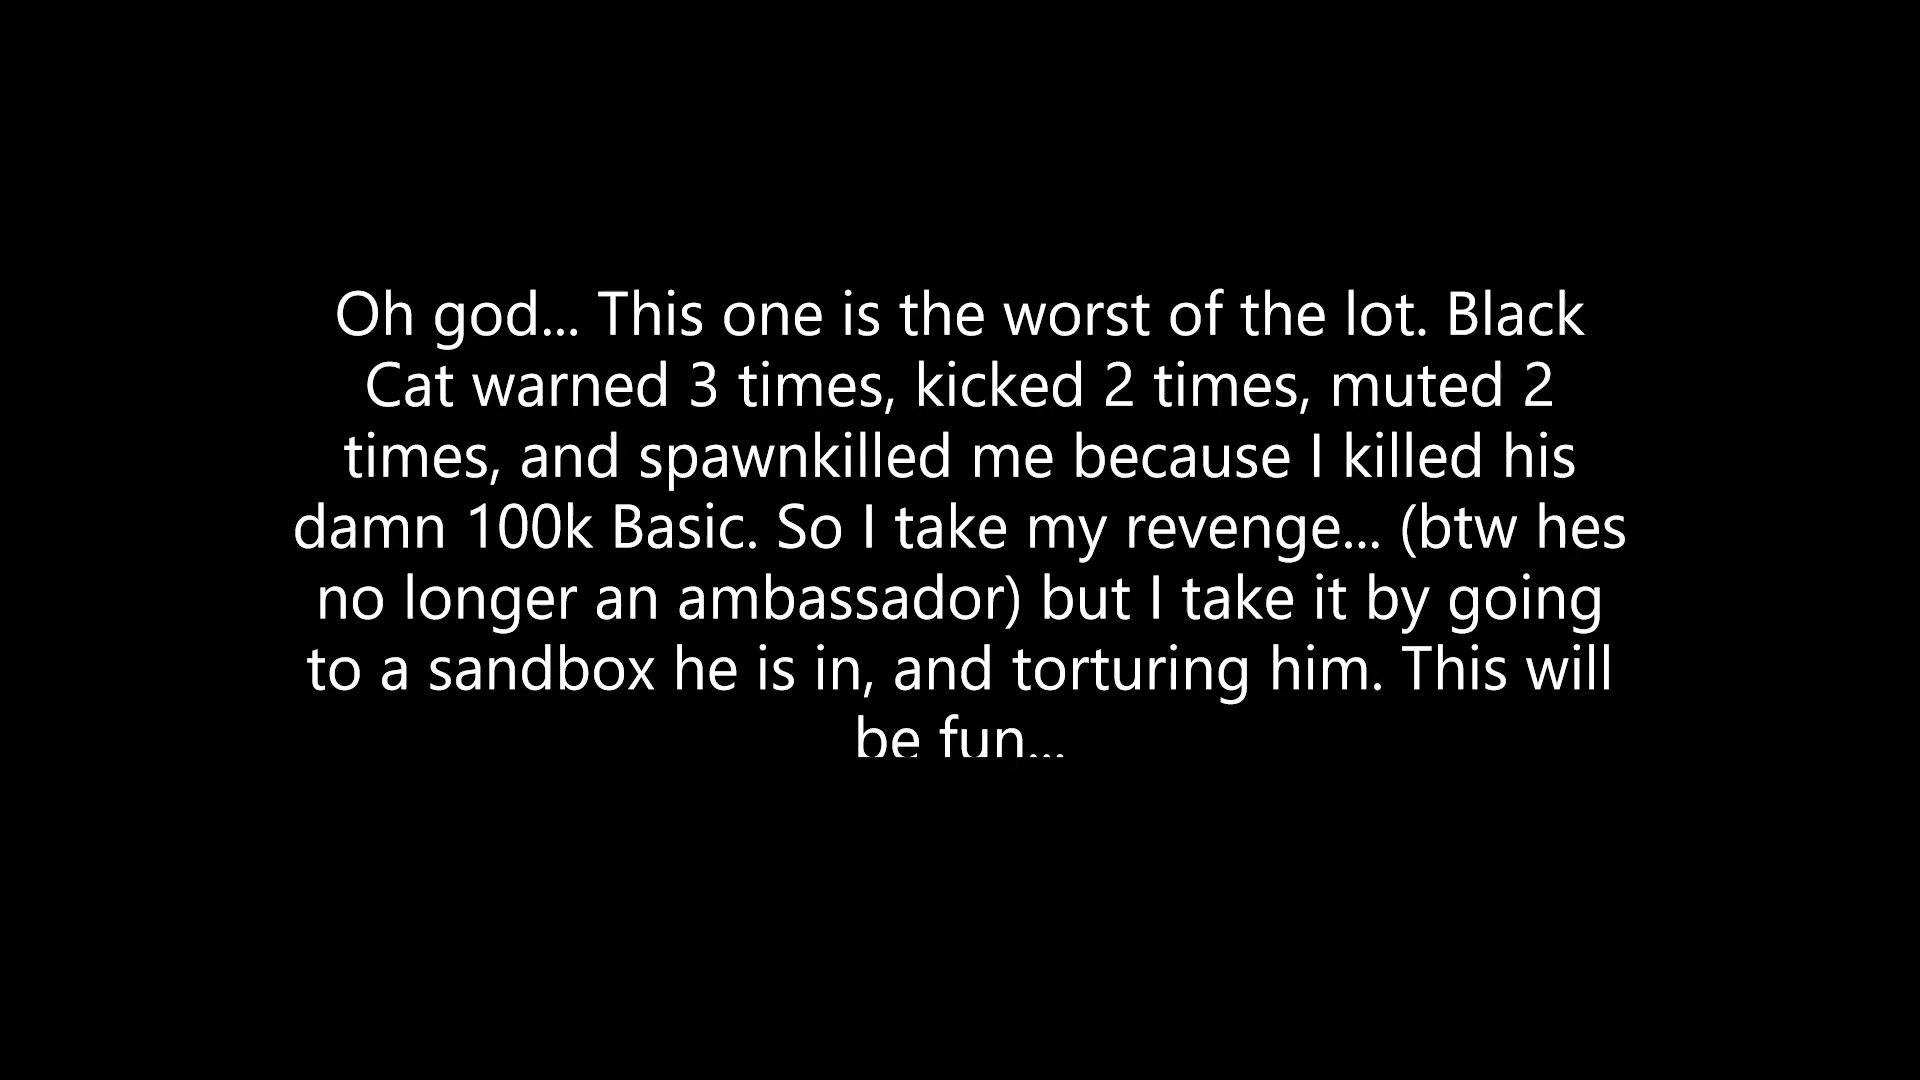 Oh god... This one is the worst of the lot. Black
Cat warned 3 times, kicked 2 times, muted 2
times, and spawnkilled me because I killed his
damn 100k Basic. So I take my revenge... (btw hes
no longer an ambassador) but I take it by going
to a sandbox he is in, and torturing him. This will
be fun...